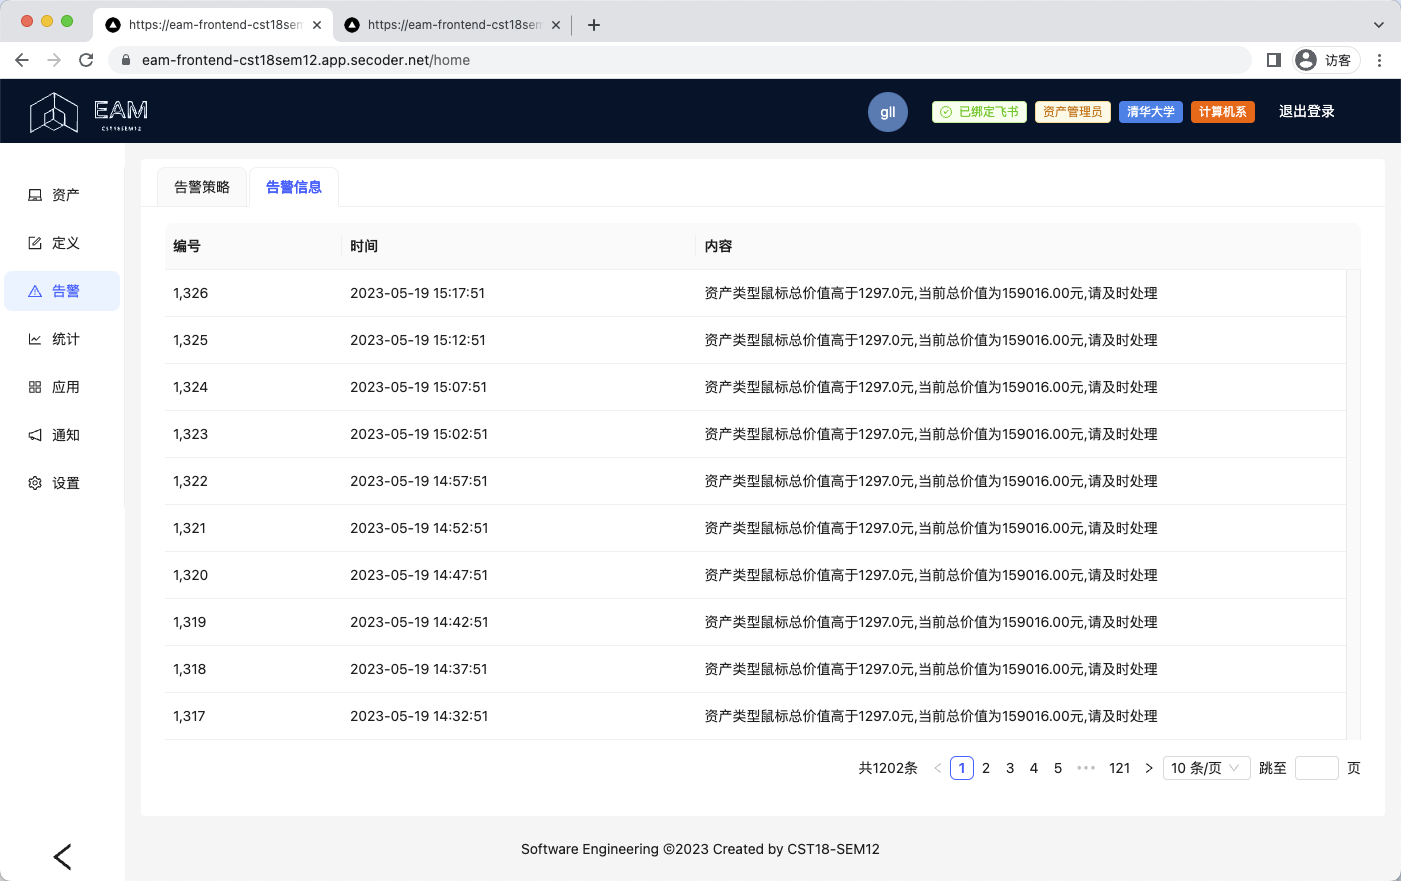 https://eam-frontend-cst18sem
https://eam-frontend-cst18sem
eam-frontend-cst18sem12.app.secoder.net/home
访客
EAM
CST18SEM12
gll
已绑定飞书
资产管理员
清华大学
计算机系
退出登录
资产
定义
告警
统计
应用
通知
设置
告警策略
告警信息
编号 时间 内容
1,326 2023-05-19 15:17:51 资产类型鼠标总价值高于1297.0元,当前总价值为159016.00元,请及时处理
1,325 2023-05-19 15:12:51 资产类型鼠标总价值高于1297.0元,当前总价值为159016.00元,请及时处理
1,324 2023-05-19 15:07:51 资产类型鼠标总价值高于1297.0元,当前总价值为159016.00元,请及时处理
1,323 2023-05-19 15:02:51 资产类型鼠标总价值高于1297.0元,当前总价值为159016.00元,请及时处理
1,322 2023-05-19 14:57:51 资产类型鼠标总价值高于1297.0元,当前总价值为159016.00元,请及时处理
1,321 2023-05-19 14:52:51 资产类型鼠标总价值高于1297.0元,当前总价值为159016.00元,请及时处理
1,320 2023-05-19 14:47:51 资产类型鼠标总价值高于1297.0元,当前总价值为159016.00元,请及时处理
1,319 2023-05-19 14:42:51 资产类型鼠标总价值高于1297.0元,当前总价值为159016.00元,请及时处理
1,318 2023-05-19 14:37:51 资产类型鼠标总价值高于1297.0元,当前总价值为159016.00元,请及时处理
1,317 2023-05-19 14:32:51 资产类型鼠标总价值高于1297.0元,当前总价值为159016.00元,请及时处理
共1202条 1 2 3 4 5 ••• 121 10 条/页 跳至 页
Software Engineering ©2023 Created by CST18-SEM12